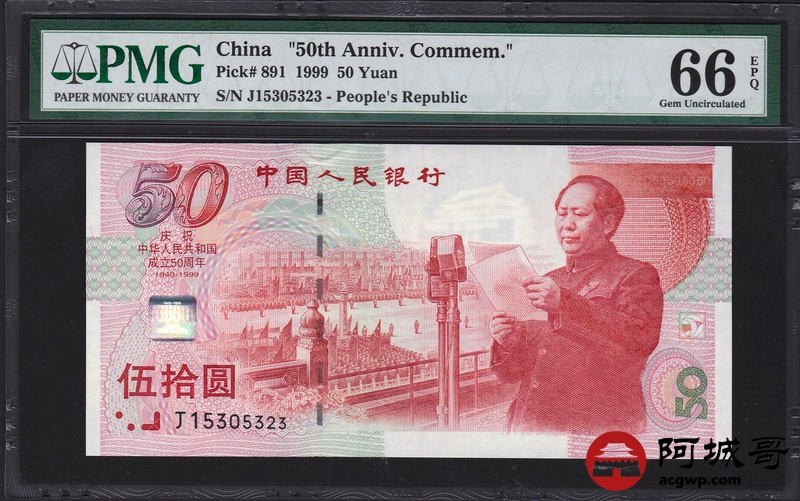 PMG
PAPER MONEY GUARANTY
China "50th Anniv. Commem."
Pick# 891 1999 50 Yuan
S/N J15305323 - People's Republic
66
EPQ
Gem Uncirculated
50
中国人民银行
庆祝
中华人民共和国
成立50周年
1949-1999
伍拾圆
J15305323
50
阿城哥
acgwp.com